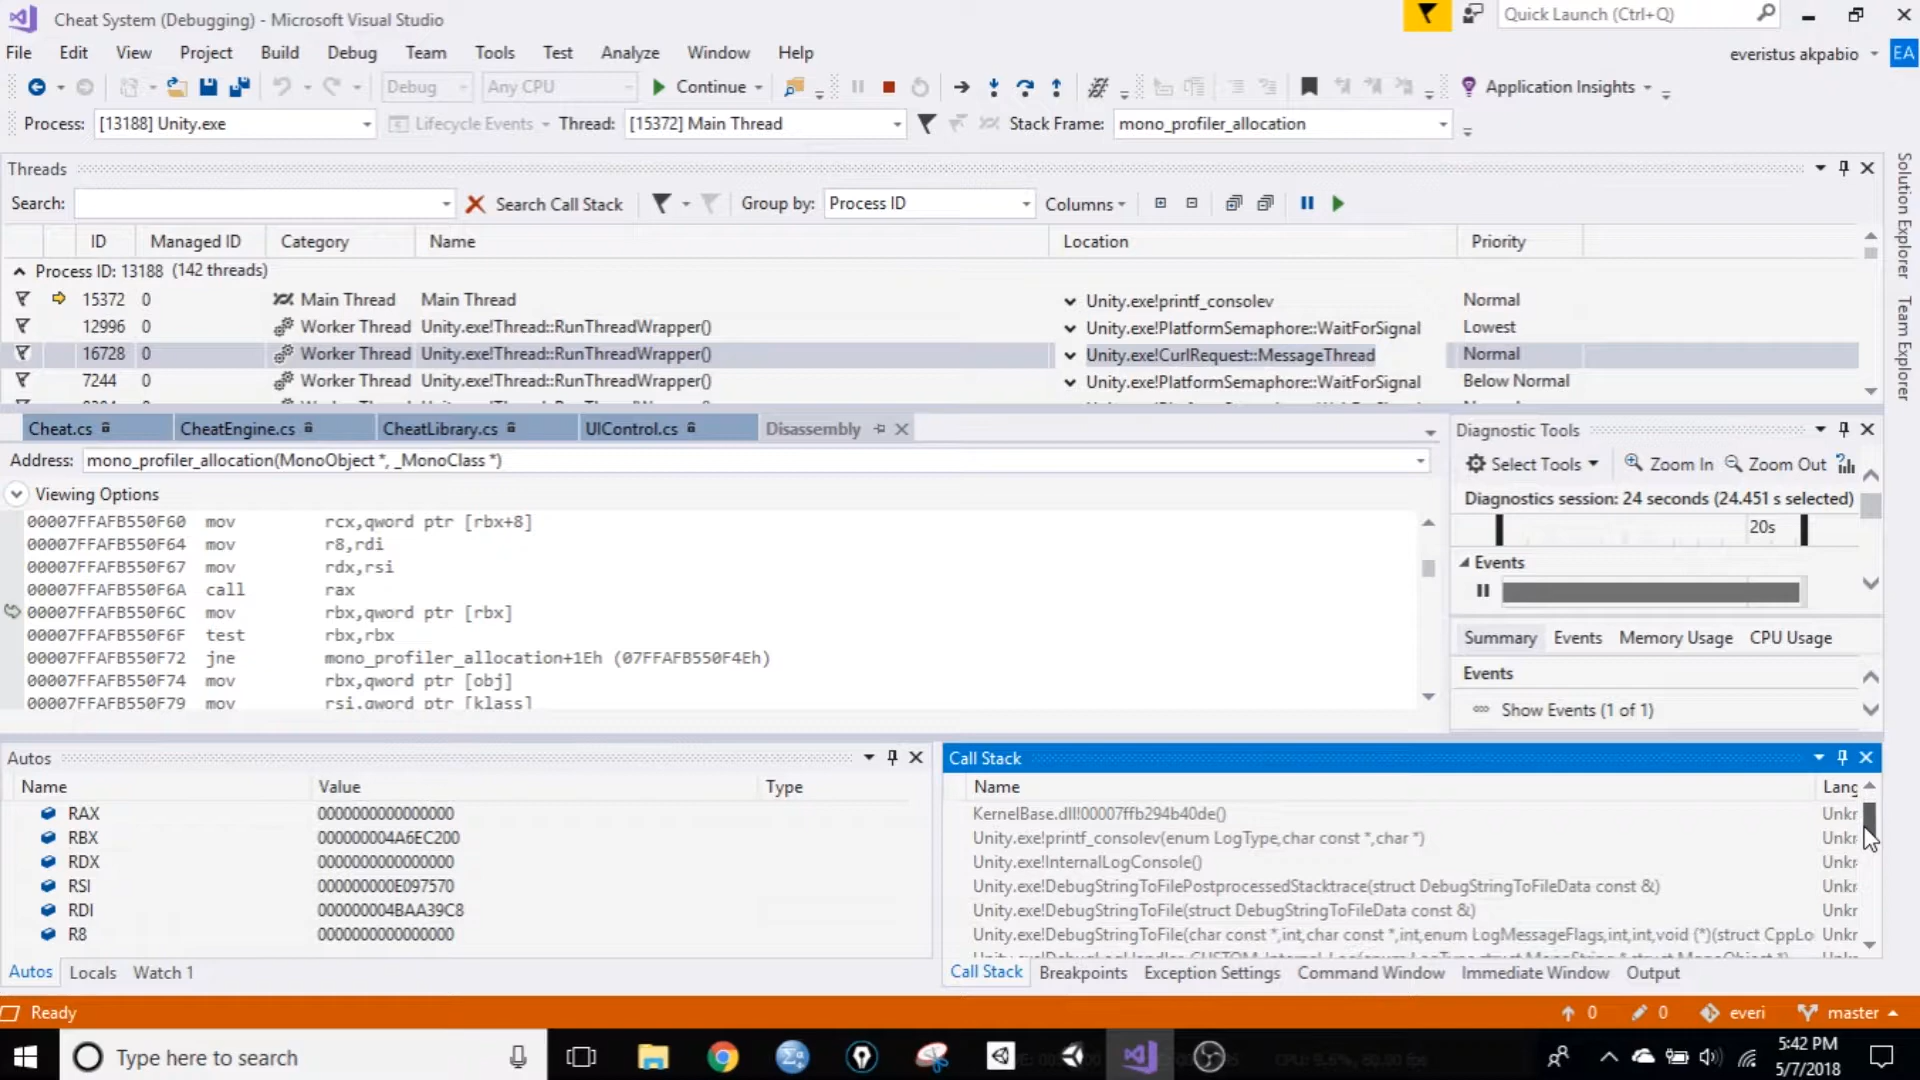 Cheat System (Debugging) - Microsoft Visual Studio
Quick Launch (Ctrl+Q)
File Edit View Project Build Debug Team Tools Test Analyze Window Help
everistus akpabio EA
Debug Any CPU Continue Application Insights
Process: [13188] Unity.exe Lifecycle Events Thread: [15372] Main Thread Stack Frame: mono_profiler_allocation
Threads
Search: Search Call Stack Group by: Process ID Columns
ID Managed ID Category Name Location Priority
Process ID: 13188 (142 threads)
15372 0 Main Thread Main Thread Unity.exe!printf_consolev Normal
12996 0 Worker Thread Unity.exe!Thread::RunThreadWrapper() Unity.exe!PlatformSemaphore::WaitForSignal Lowest
16728 0 Worker Thread Unity.exe!Thread::RunThreadWrapper() Unity.exe!CurlRequest::MessageThread Normal
7244 0 Worker Thread Unity.exe!Thread::RunThreadWrapper() Unity.exe!PlatformSemaphore::WaitForSignal Below Normal
Solution Explorer
Team Explorer
Cheat.cs CheatEngine.cs CheatLibrary.cs UIControl.cs Disassembly
Address: mono_profiler_allocation(MonoObject *, _MonoClass *)
Viewing Options
00007FFAFB550F60 mov rcx,qword ptr [rbx+8]
00007FFAFB550F64 mov r8,rdi
00007FFAFB550F67 mov rdx,rsi
00007FFAFB550F6A call rax
00007FFAFB550F6C mov rbx,qword ptr [rbx]
00007FFAFB550F6F test rbx,rbx
00007FFAFB550F72 jne mono_profiler_allocation+1Eh (07FFAFB550F4Eh)
00007FFAFB550F74 mov rbx,qword ptr [obj]
00007FFAFB550F79 mov rsi,qword ptr [klass]
Diagnostic Tools
Select Tools Zoom In Zoom Out
Diagnostics session: 24 seconds (24.451 s selected)
20s
Events
Summary Events Memory Usage CPU Usage
Events
Show Events (1 of 1)
Autos
Name Value Type
RAX 0000000000000000
RBX 000000004A6EC200
RDX 0000000000000000
RSI 000000000E097570
RDI 000000004BAA39C8
R8 0000000000000000
Autos Locals Watch 1
Call Stack
Name Lang
KernelBase.dll!00007ffb294b40de() Unkr
Unity.exe!printf_consolev(enum LogType,char const *,char *) Unkr
Unity.exe!InternalLogConsole() Unkr
Unity.exe!DebugStringToFilePostprocessedStacktrace(struct DebugStringToFileData const &) Unkr
Unity.exe!DebugStringToFile(struct DebugStringToFileData const &) Unkr
Unity.exe!DebugStringToFile(char const *,int,char const *,int,enum LogMessageFlags,int,int,void (*)(struct CppLo Unkr
Call Stack Breakpoints Exception Settings Command Window Immediate Window Output
Ready 0 0 everi master
Type here to search
5:42 PM
5/7/2018